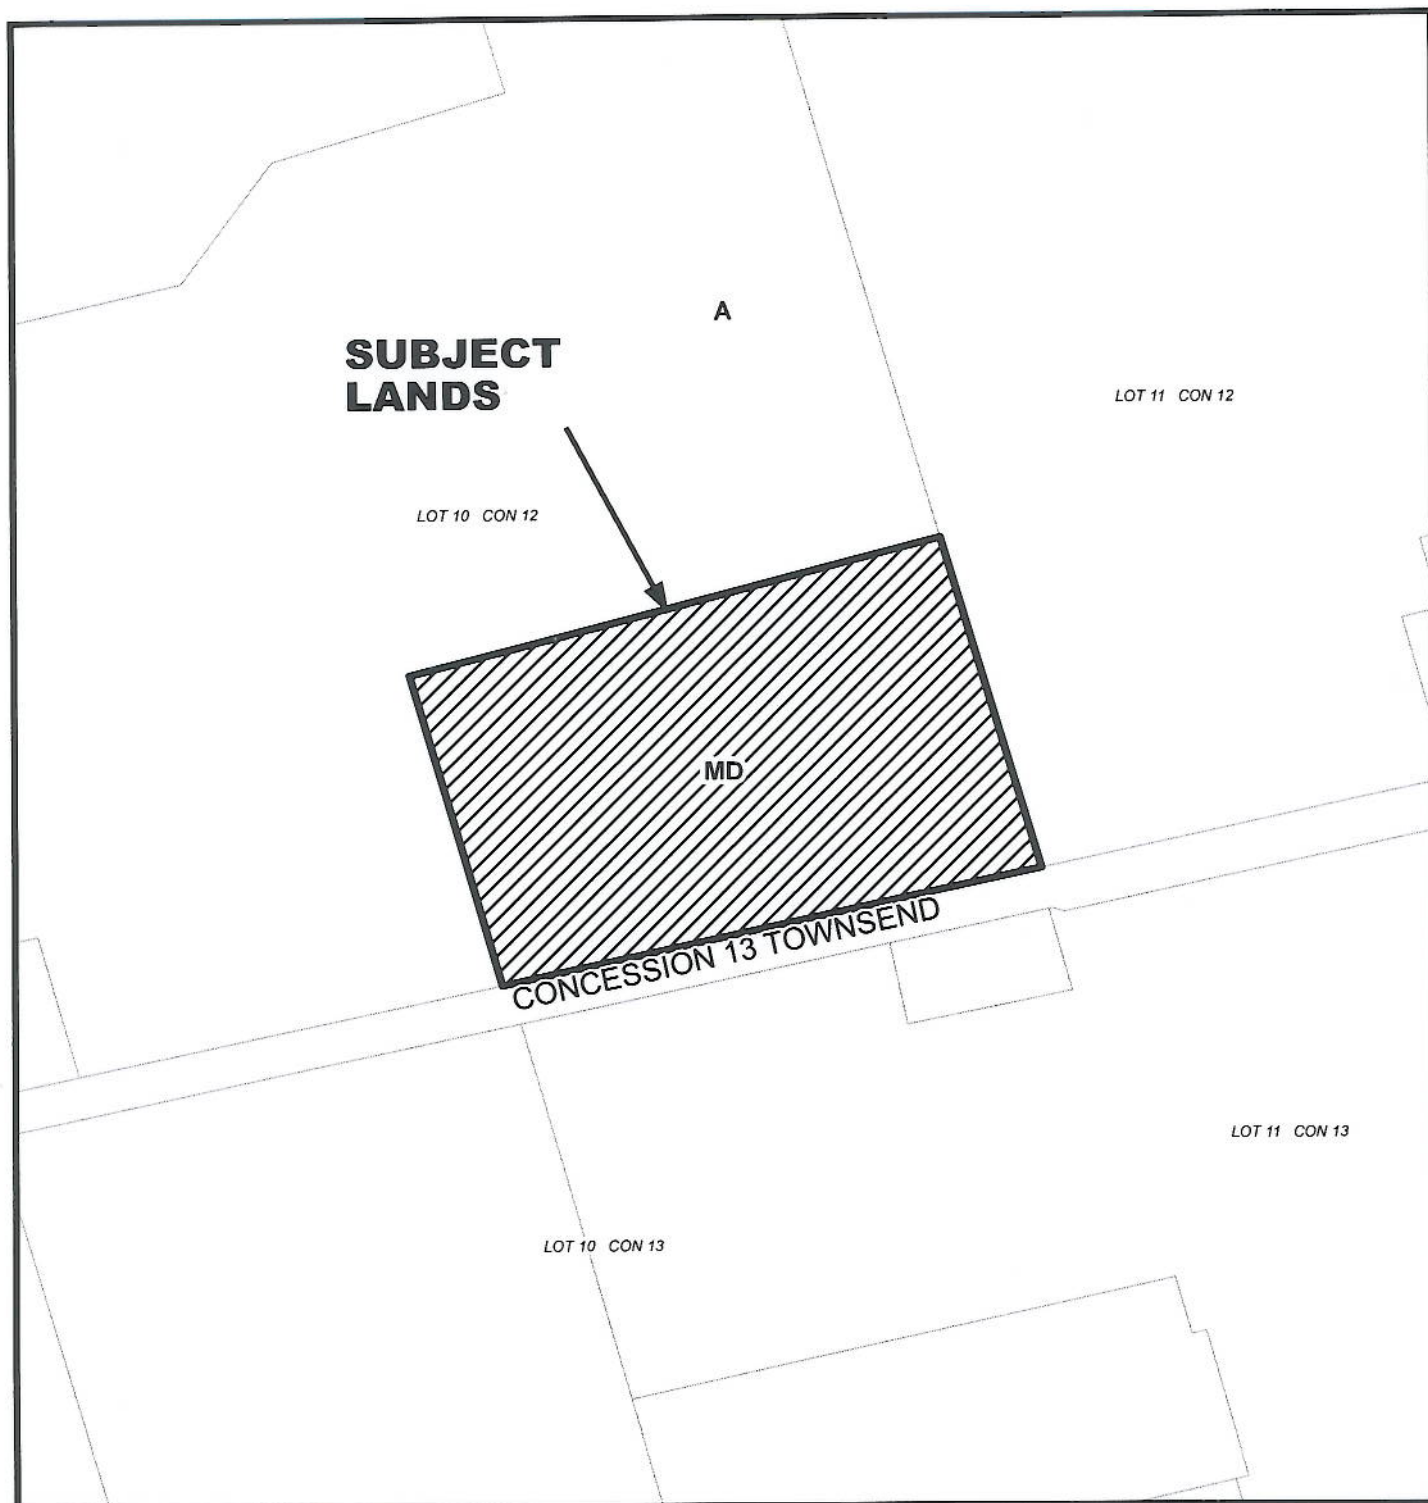 A
SUBJECT
LANDS
LOT 11 CON 12
LOT 10 CON 12
MD
CONCESSION 13 TOWNSEND
LOT 11 CON 13
LOT 10 CON 13